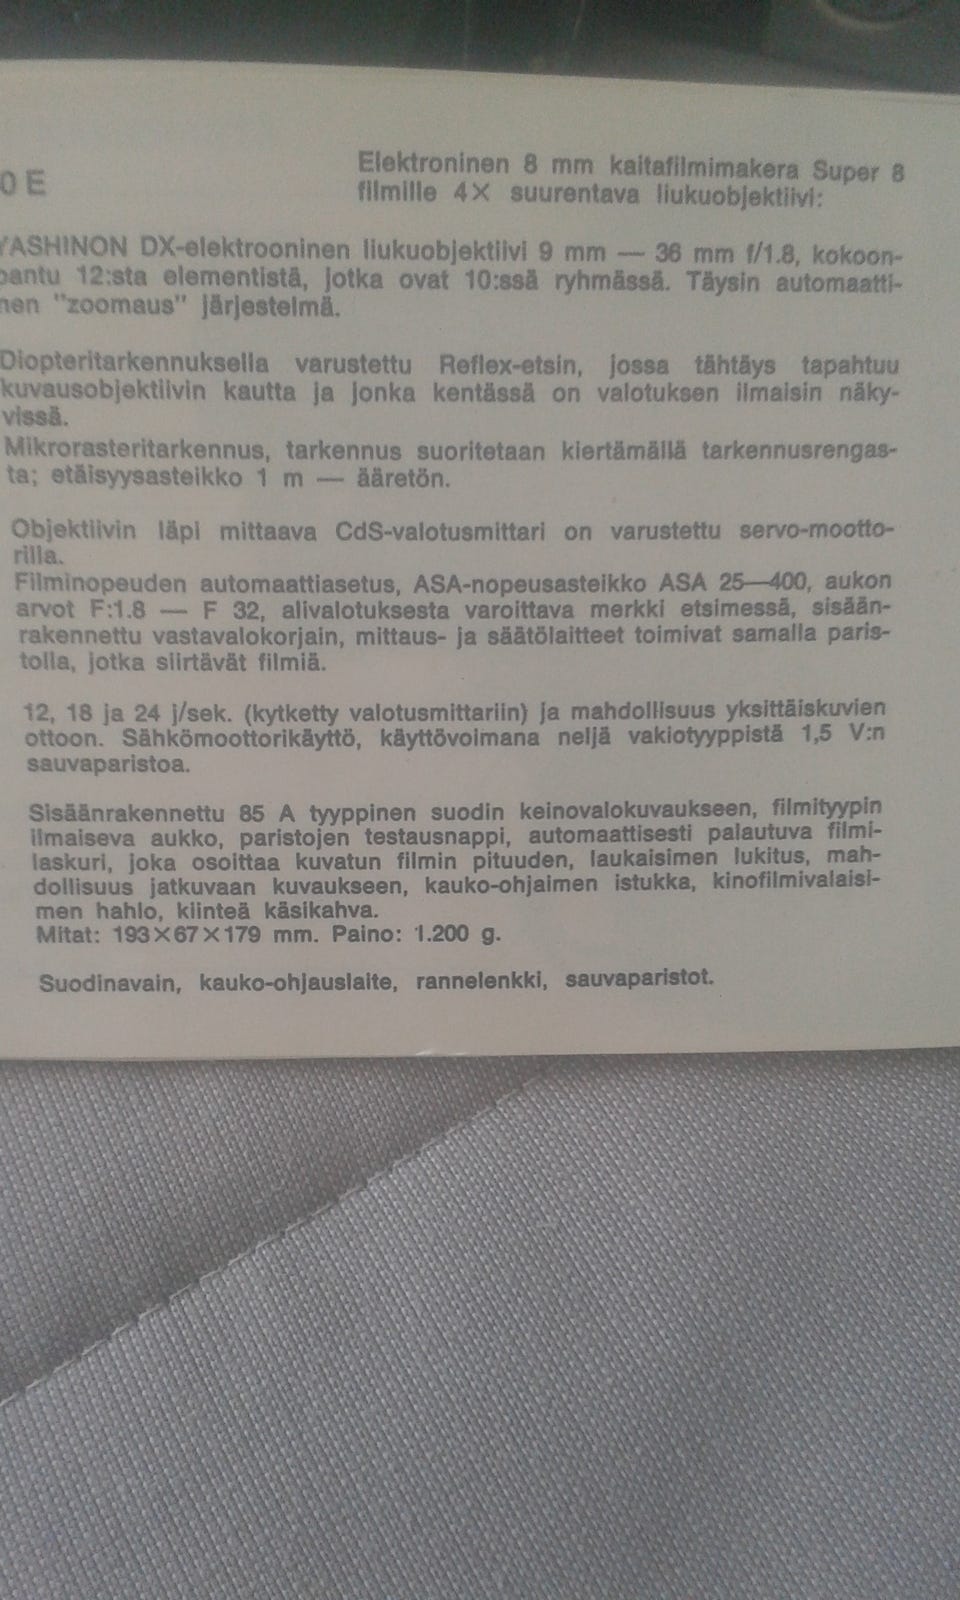 0 E
Elektroninen 8 mm kaitafilmimakera Super 8
filmille 4X suurentava liukuobjektiivi:
YASHINON DX-elektrooninen liukuobjektiivi 9 mm — 36 mm f/1.8, kokoon-
pantu 12:sta elementistä, jotka ovat 10:ssä ryhmässä. Täysin automaatti-
nen "zoomaus" järjestelmä.
Diopteritarkennuksella varustettu Reflex-etsin, jossa tähtäys tapahtuu
kuvausobjektiivin kautta ja jonka kentässä on valotuksen ilmaisin näky-
vissä.
Mikrorasteritarkennus, tarkennus suoritetaan kiertämällä tarkennusrengas-
ta; etäisyysasteikko 1 m — ääretön.
Objektiivin läpi mittaava CdS-valotusmittari on varustettu servo-mootto-
rilla.
Filminopeuden automaattiasetus, ASA-nopeusasteikko ASA 25—400, aukon
arvot F:1.8 — F 32, alivalotuksesta varoittava merkki etsimessä, sisään-
rakennettu vastavalokorjain, mittaus- ja säätölaitteet toimivat samalla paris-
tolla, jotka siirtävät filmiä.
12, 18 ja 24 j/sek. (kytketty valotusmittariin) ja mahdollisuus yksittäiskuvien
ottoon. Sähkömoottorikäyttö, käyttövoimana neljä vakiotyyppistä 1,5 V:n
sauvaparistoa.
Sisäänrakennettu 85 A tyyppinen suodin keinovalokuvaukseen, filmityypin
ilmaiseva aukko, paristojen testausnappi, automaattisesti palautuva filmi-
laskuri, joka osoittaa kuvatun filmin pituuden, laukaisimen lukitus, mah-
dollisuus jatkuvaan kuvaukseen, kauko-ohjaimen istukka, kinofilmivalaisi-
men hahlo, kiinteä käsikahva.
Mitat: 193X67X179 mm. Paino: 1.200 g.
Suodinavain, kauko-ohjauslaite, rannelenkki, sauvaparistot.